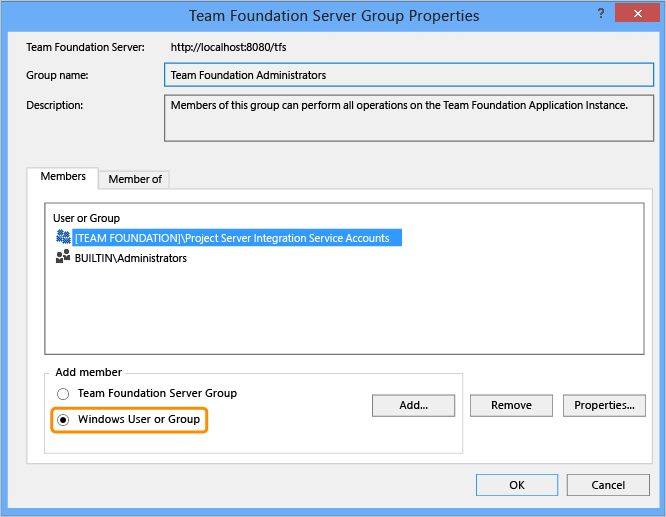 Team Foundation Server Group Properties
?
Team Foundation Server: http://localhost:8080/tfs
Group name: Team Foundation Administrators
Description: Members of this group can perform all operations on the Team Foundation Application Instance.
Members Member of
User or Group
[TEAM FOUNDATION]\Project Server Integration Service Accounts
BUILTIN\Administrators
Add member
Team Foundation Server Group
Windows User or Group
Add... Remove Properties...
OK Cancel